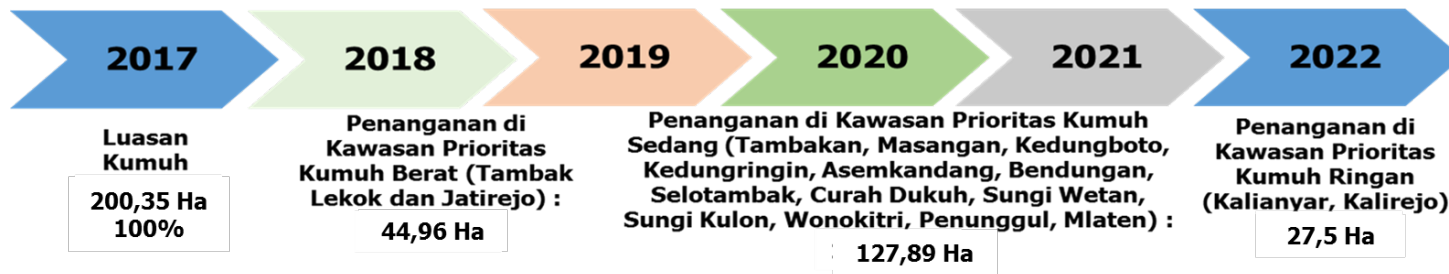 2017
2018
2019
2020
2021
2022
Luasan
Kumuh
200,35 Ha
100%
Penanganan di
Kawasan Prioritas
Kumuh Berat (Tambak
Lekok dan Jatirejo) :
44,96 Ha
Penanganan di Kawasan Prioritas Kumuh
Sedang (Tambakan, Masangan, Kedungboto,
Kedungringin, Asemkandang, Bendungan,
Selotambak, Curah Dukuh, Sungi Wetan,
Sungi Kulon, Wonokitri, Penunggul, Mlaten) :
127,89 Ha
Penanganan di
Kawasan Prioritas
Kumuh Ringan
(Kalianyar, Kalirejo)
27,5 Ha